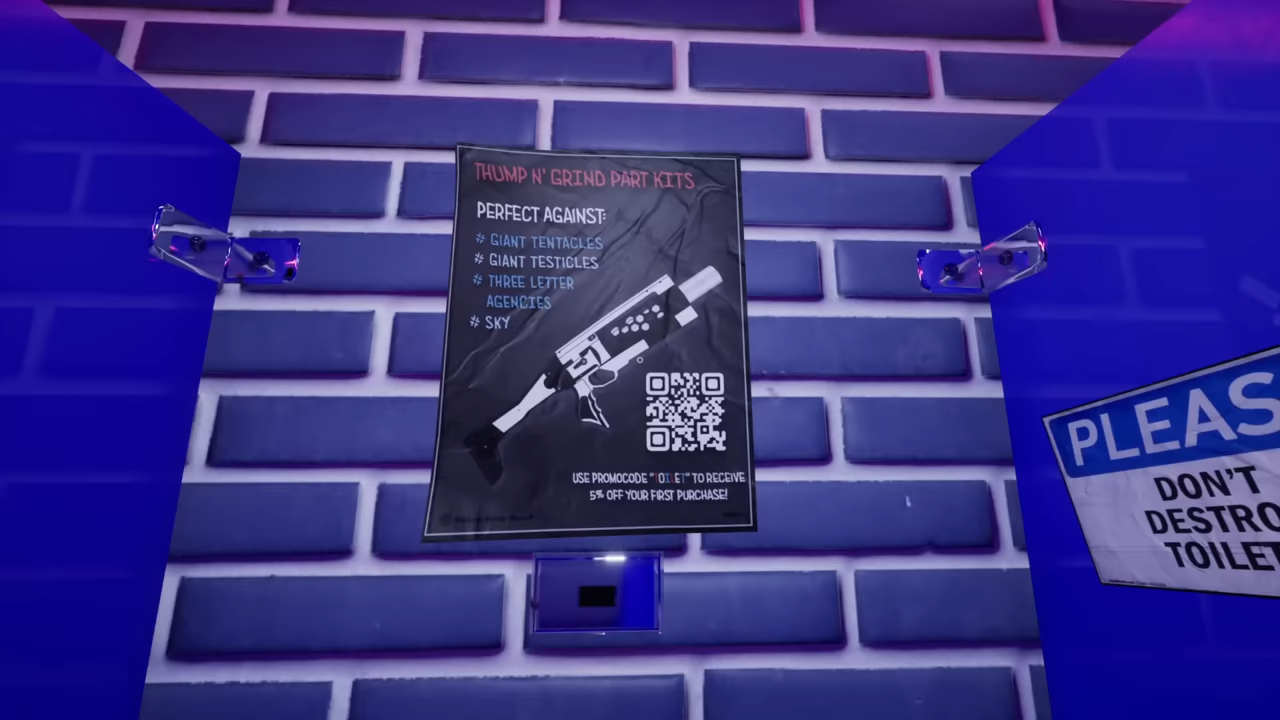 THUMP N' GRIND PART KITS
PERFECT AGAINST:
# GIANT TENTACLES
# GIANT TESTICLES
# THREE LETTER
AGENCIES
# SKY
USE PROMOCODE "TOILET" TO RECEIVE
5% OFF YOUR FIRST PURCHASE!
PLEAS
DON'T
DESTRO
TOILET